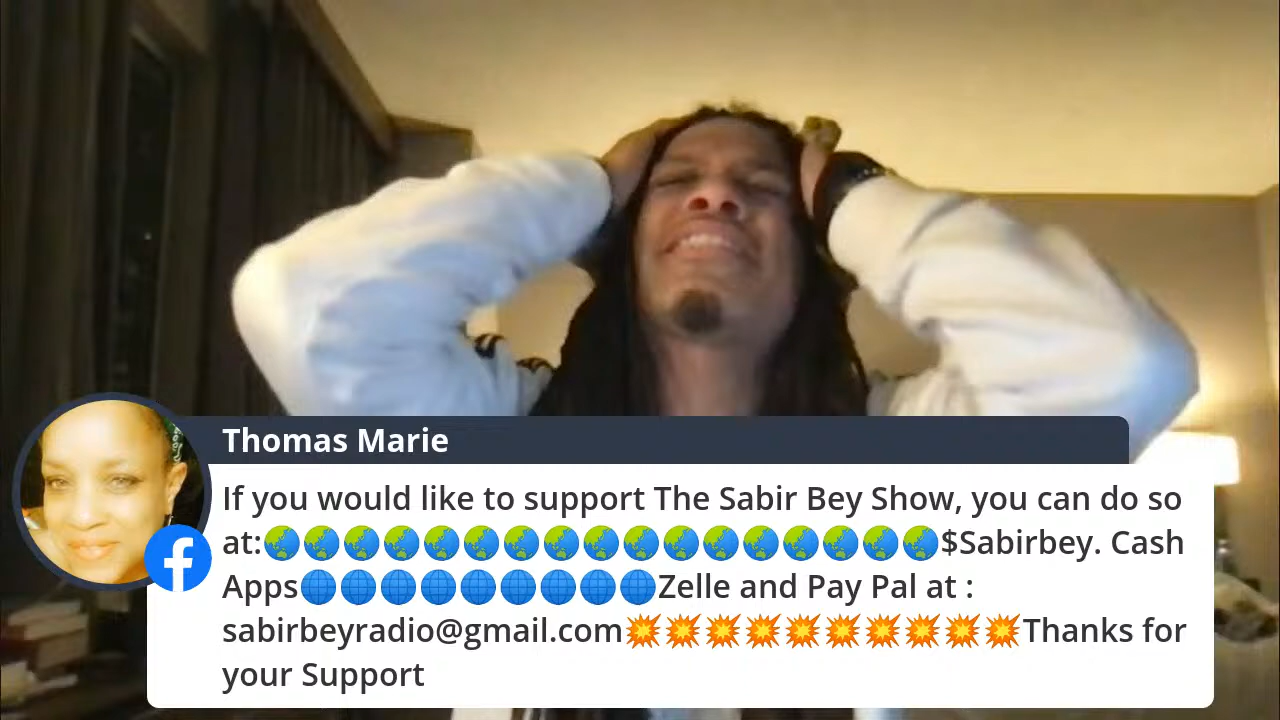 Thomas Marie
If you would like to support The Sabir Bey Show, you can do so
at:🌏🌏🌏🌏🌏🌏🌏🌏🌏🌏🌏🌏🌏🌏🌏🌏🌏$Sabirbey. Cash
Apps🌐🌐🌐🌐🌐🌐🌐🌐🌐Zelle and Pay Pal at :
sabirbeyradio@gmail.com💥💥💥💥💥💥💥💥💥💥Thanks for
your Support